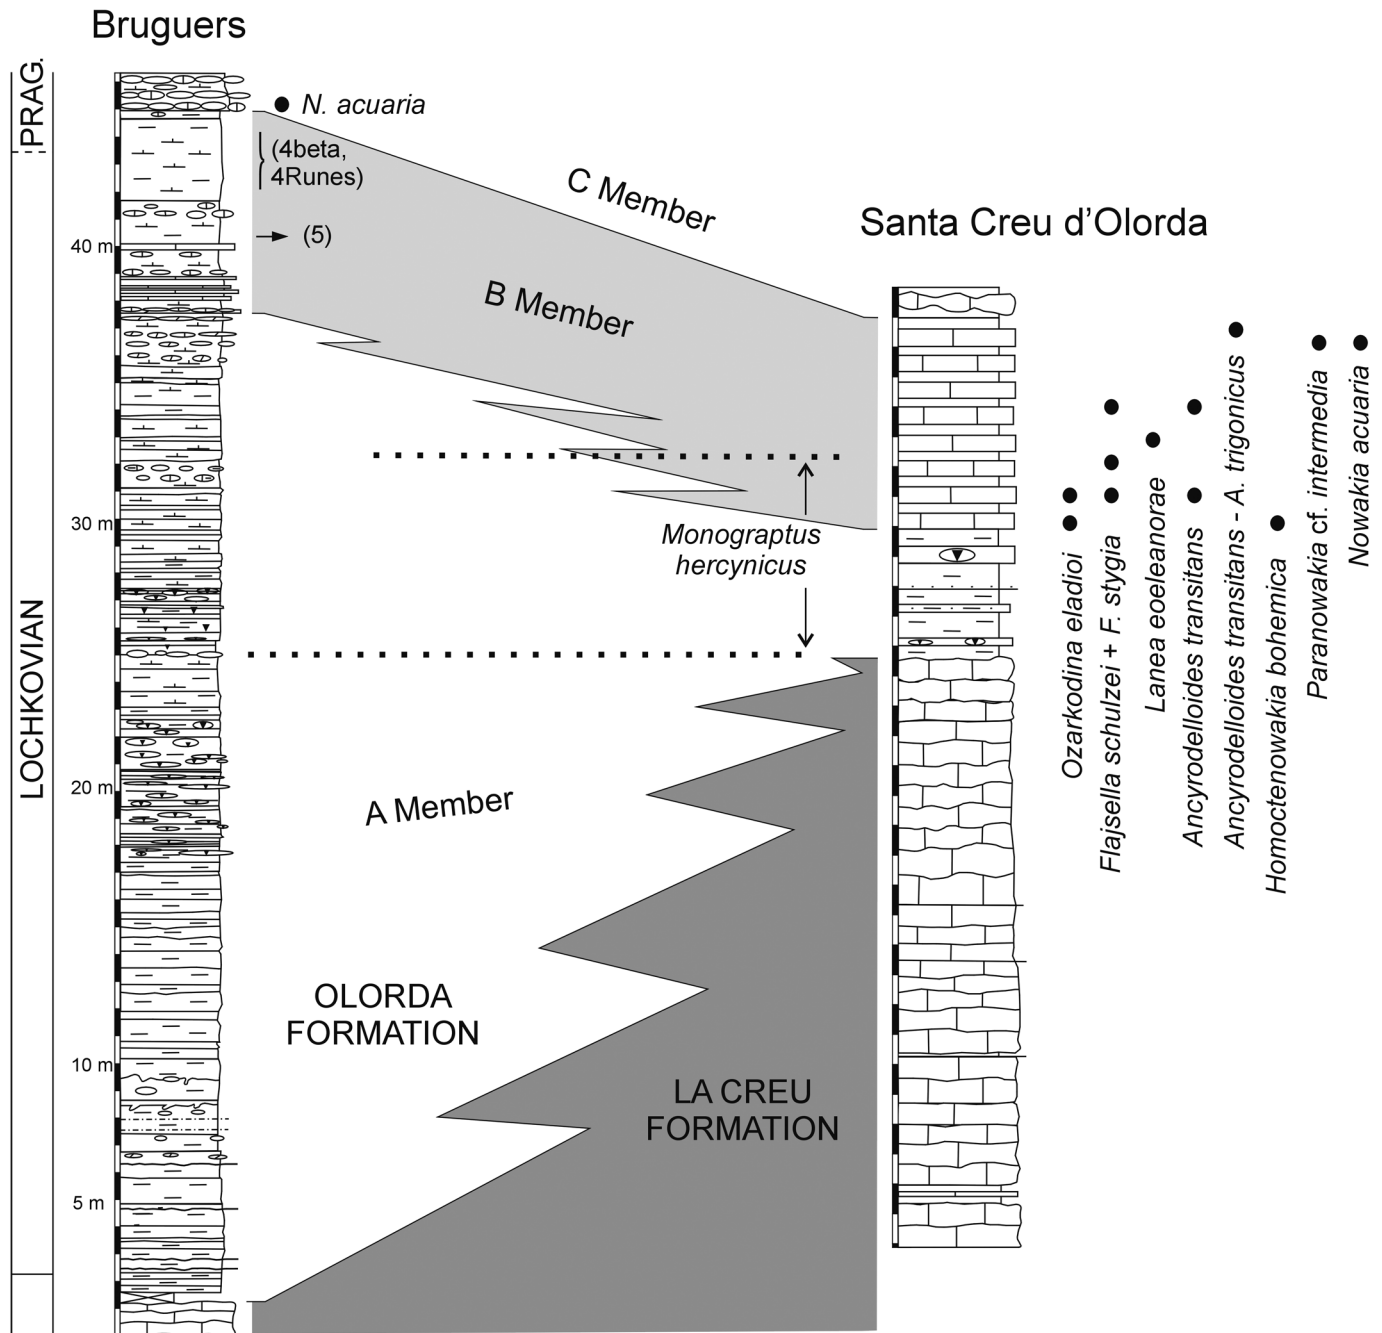 Bruguers
PRAG.
N. acuaria
(4beta,
4Runes)
(5)
C Member
B Member
Santa Creu d’Olorda
40 m
30 m
Monograptus
hercynicus
LOCHKOVIAN
20 m
A Member
OLORDA
FORMATION
10 m
LA CREU
FORMATION
5 m
Ozarkodina eladioi
Flajsella schulzei + F. stygia
Lanea eoeleanorae
Ancyrodelloides transitans
Ancyrodelloides transitans - A. trigonicus
Homoctenowakia bohemica
Paranowakia cf. intermedia
Nowakia acuaria